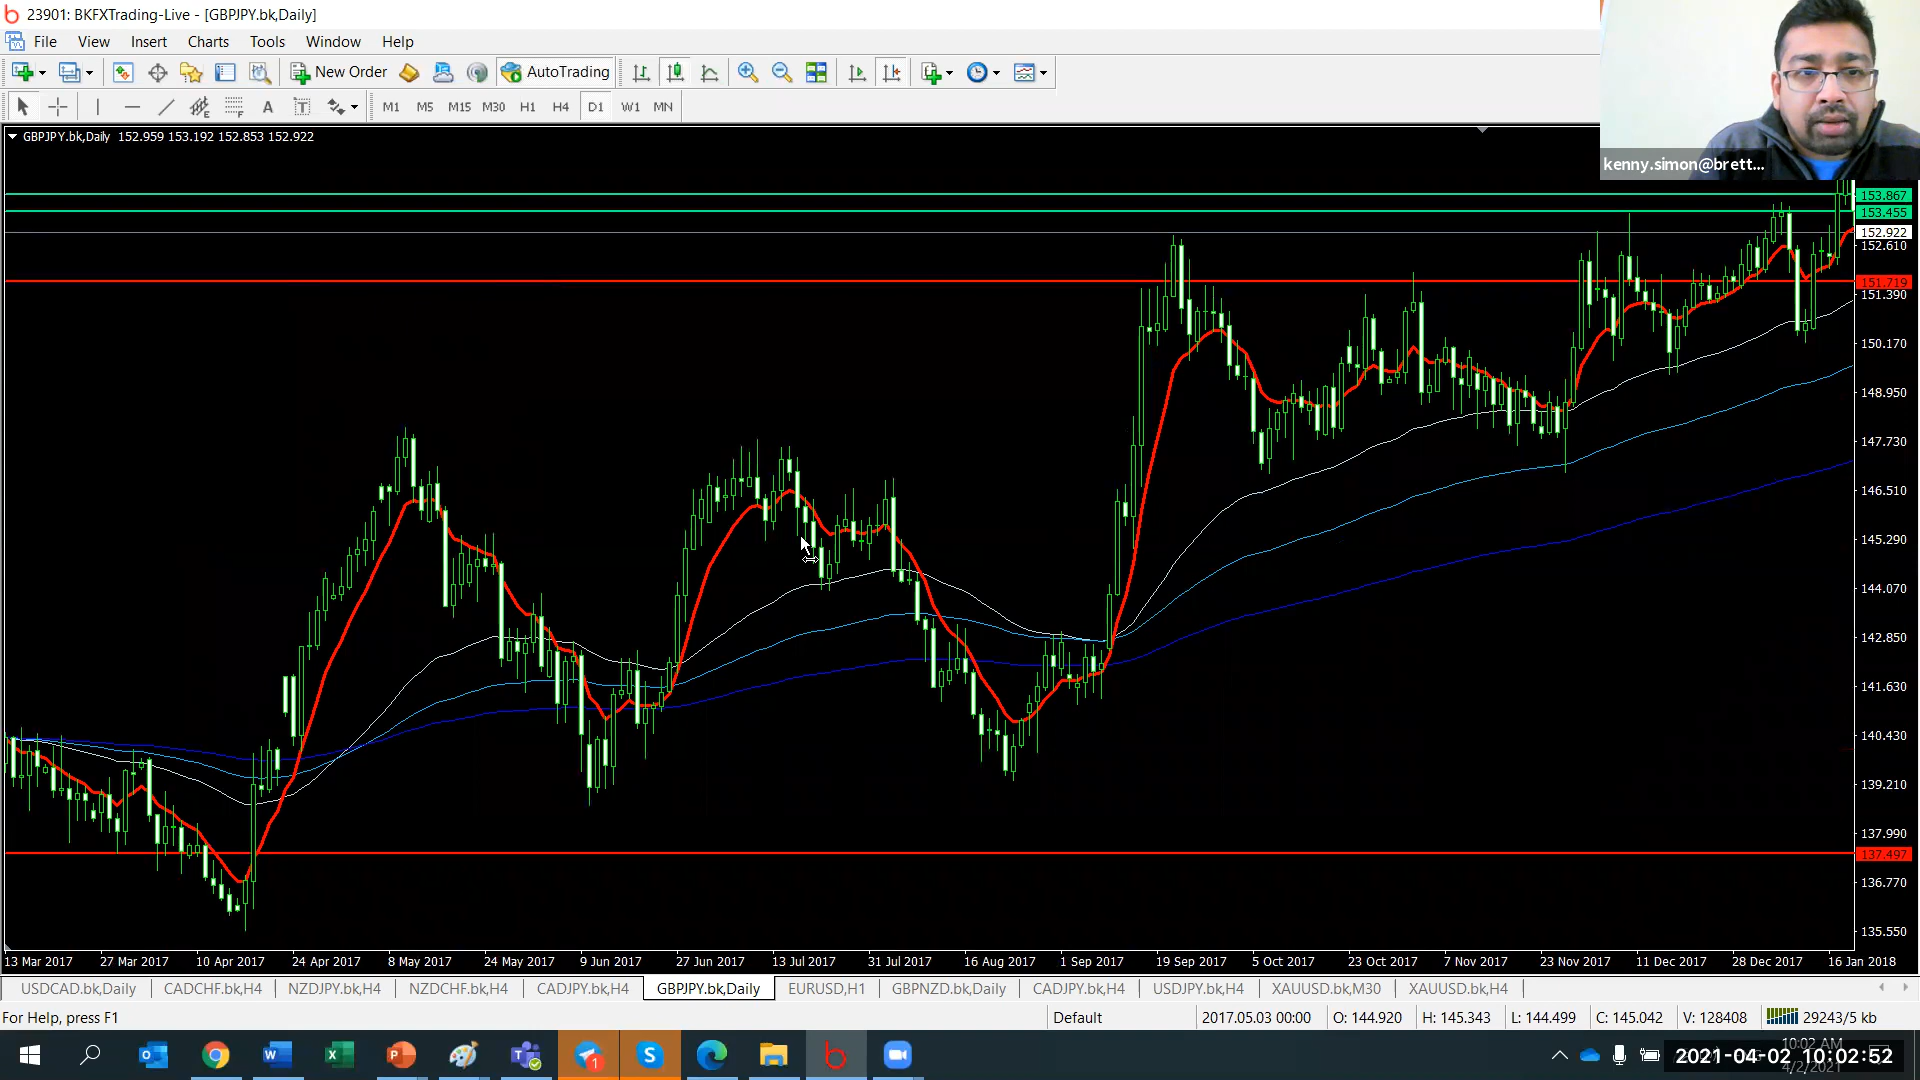 23901: BKFXTrading-Live - [GBPJPY.bk,Daily]
File View Insert Charts Tools Window Help
New Order AutoTrading
A T M1 M5 M15 M30 H1 H4 D1 W1 MN
GBPJPY.bk,Daily 152.959 153.192 152.853 152.922
kenny.simon@brett...
153.867
153.455
152.922
152.610
151.719
151.390
150.170
148.950
147.730
146.510
145.290
144.070
142.850
141.630
140.430
139.210
137.990
137.497
136.770
135.550
13 Mar 2017 27 Mar 2017 10 Apr 2017 24 Apr 2017 8 May 2017 24 May 2017 9 Jun 2017 27 Jun 2017 13 Jul 2017 31 Jul 2017 16 Aug 2017 1 Sep 2017 19 Sep 2017 5 Oct 2017 23 Oct 2017 7 Nov 2017 23 Nov 2017 11 Dec 2017 28 Dec 2017 16 Jan 2018
USDCAD.bk,Daily CADCHF.bk,H4 NZDJPY.bk,H4 NZDCHF.bk,H4 CADJPY.bk,H4 GBPJPY.bk,Daily EURUSD,H1 GBPNZD.bk,Daily CADJPY.bk,H4 USDJPY.bk,H4 XAUUSD.bk,M30 XAUUSD.bk,H4
For Help, press F1 Default 2017.05.03 00:00 O: 144.920 H: 145.343 L: 144.499 C: 145.042 V: 128408 29243/5 kb
10:02 AM
2021-04-02 10:02:52